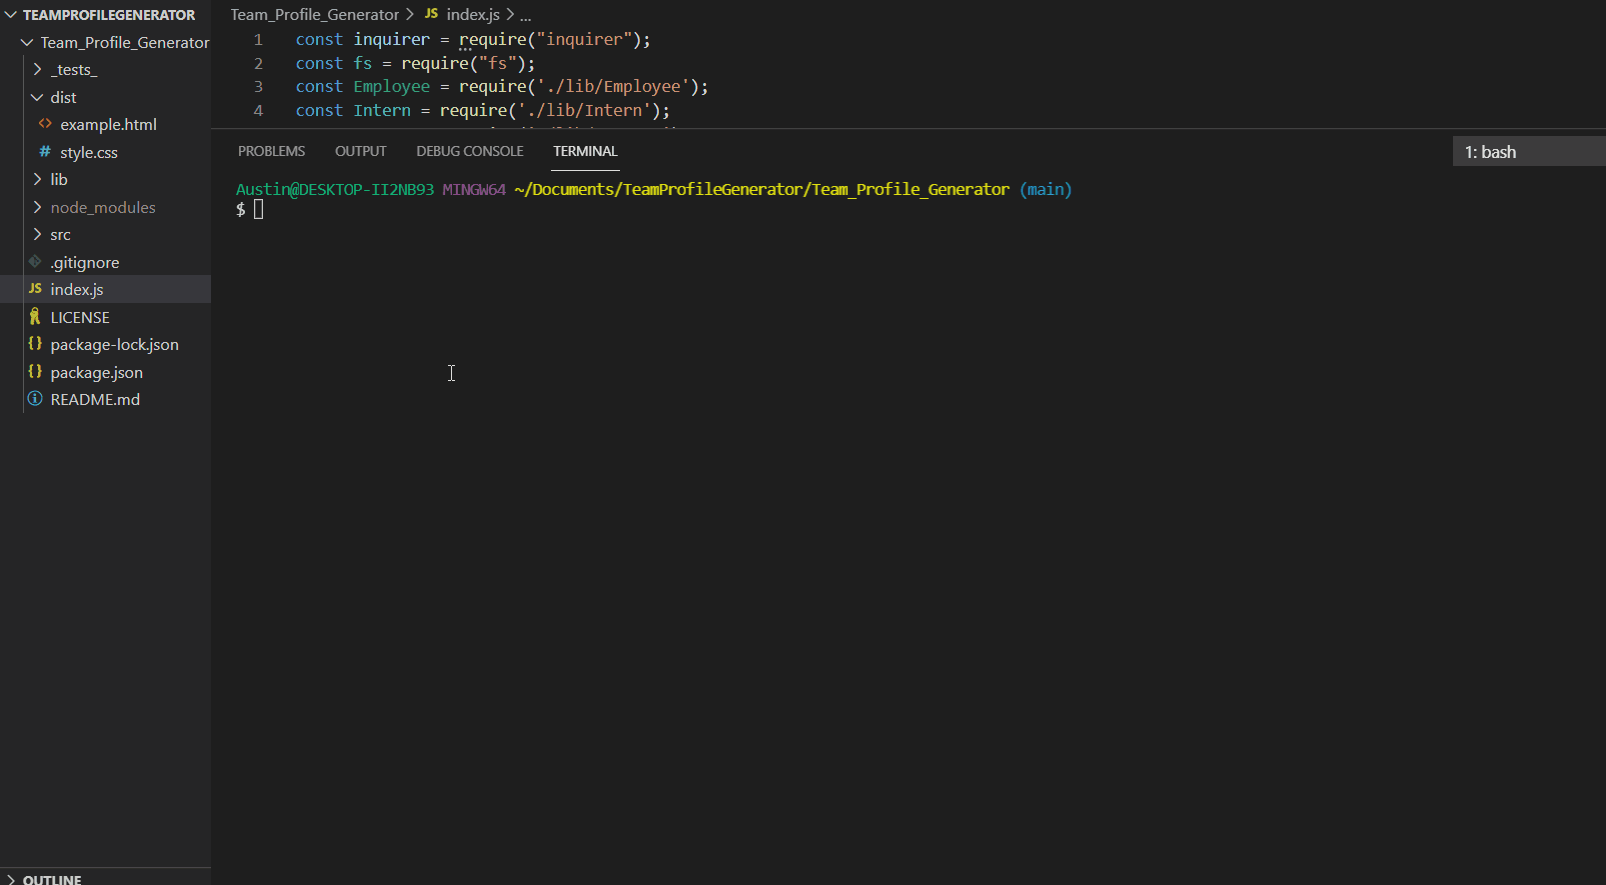 TEAMPROFILEGENERATOR
Team_Profile_Generator
_tests_
dist
<> example.html
# style.css
lib
node_modules
src
.gitignore
JS index.js
LICENSE
{} package-lock.json
{} package.json
README.md
OUTLINE
Team_Profile_Generator > JS index.js > ...
1 const inquirer = require("inquirer");
2 const fs = require("fs");
3 const Employee = require('./lib/Employee');
4 const Intern = require('./lib/Intern');
PROBLEMS OUTPUT DEBUG CONSOLE TERMINAL 1: bash
Austin@DESKTOP-II2NB93 MINGW64 ~/Documents/TeamProfileGenerator/Team_Profile_Generator (main)
$